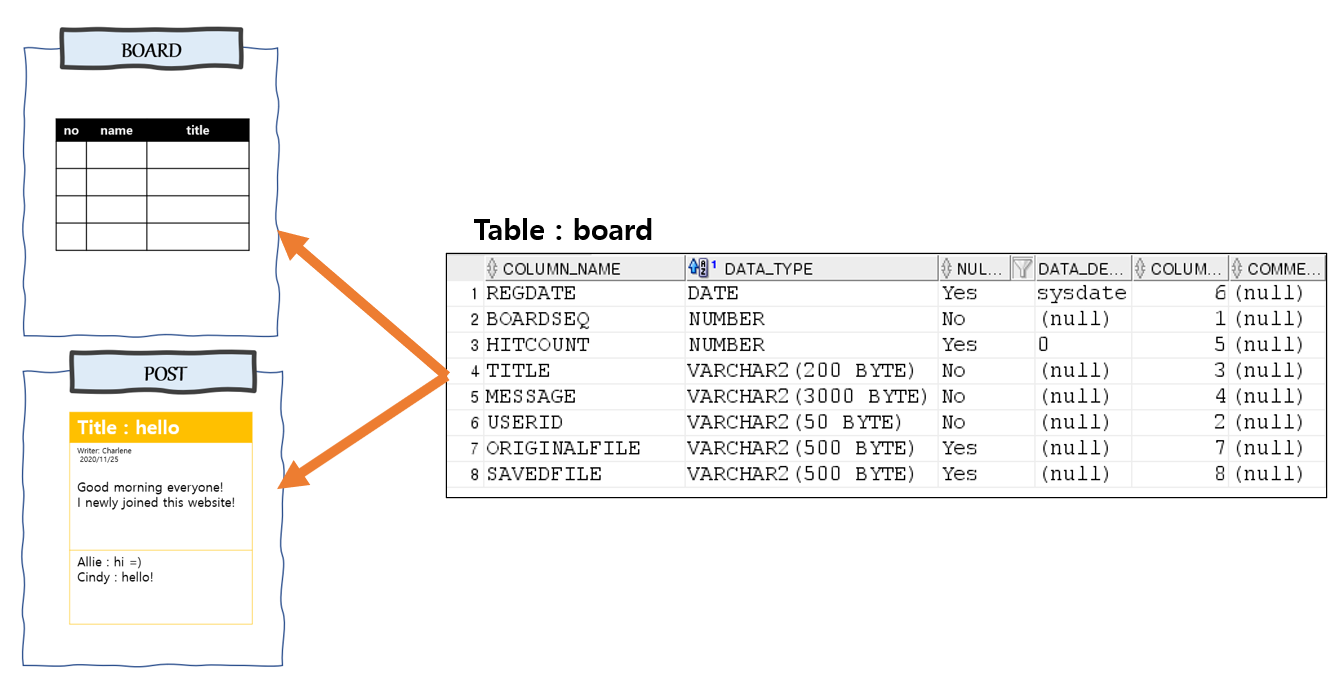 BOARD
no name title
POST
Title : hello
Writer: Charlene
2020/11/25
Good morning everyone!
I newly joined this website!
Allie : hi =)
Cindy : hello!
Table : board
COLUMN_NAME 1 DATA_TYPE NUL... DATA_DE... COLUM... COMME...
1 REGDATE DATE Yes sysdate 6 (null)
2 BOARDSEQ NUMBER No (null) 1 (null)
3 HITCOUNT NUMBER Yes 0 5 (null)
4 TITLE VARCHAR2(200 BYTE) No (null) 3 (null)
5 MESSAGE VARCHAR2(3000 BYTE) No (null) 4 (null)
6 USERID VARCHAR2(50 BYTE) No (null) 2 (null)
7 ORIGINALFILE VARCHAR2(500 BYTE) Yes (null) 7 (null)
8 SAVEDFILE VARCHAR2(500 BYTE) Yes (null) 8 (null)